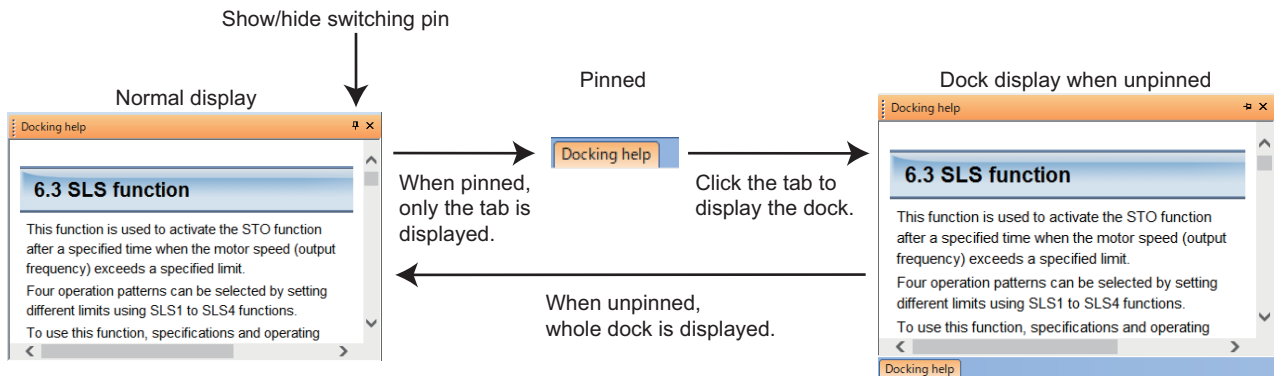 Show/hide switching pin
Normal display
Docking help
6.3 SLS function
This function is used to activate the STO function
after a specified time when the motor speed (output
frequency) exceeds a specified limit.
Four operation patterns can be selected by setting
different limits using SLS1 to SLS4 functions.
To use this function, specifications and operating
When pinned,
only the tab is
displayed.
Pinned
Docking help
Click the tab to
display the dock.
When unpinned,
whole dock is displayed.
Dock display when unpinned
Docking help
6.3 SLS function
This function is used to activate the STO function
after a specified time when the motor speed (output
frequency) exceeds a specified limit.
Four operation patterns can be selected by setting
different limits using SLS1 to SLS4 functions.
To use this function, specifications and operating
Docking help